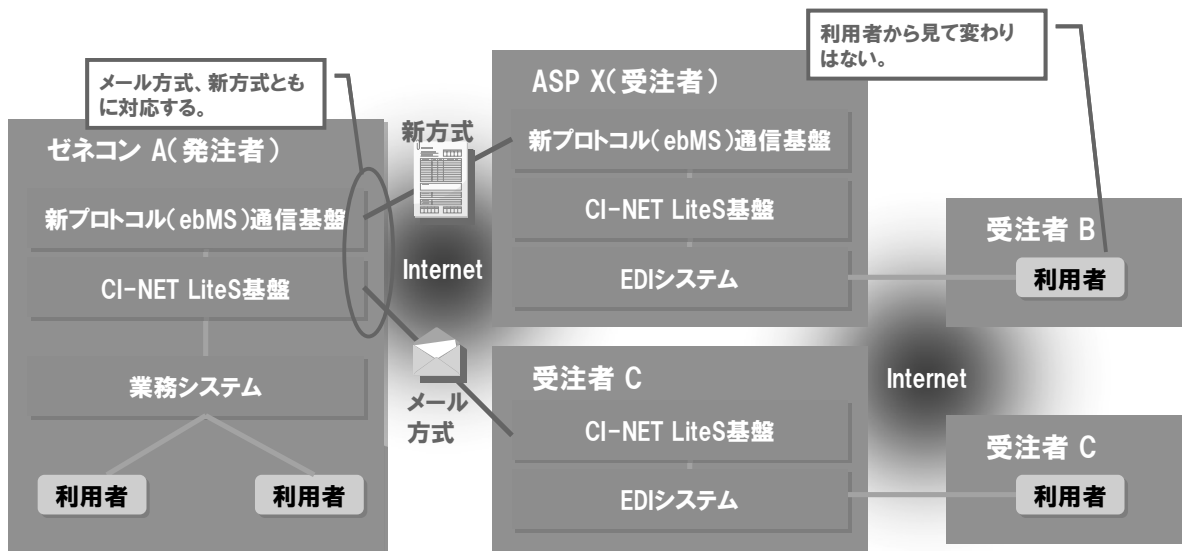 メール方式、新方式とも
に対応する。
ゼネコン A(発注者)
新プロトコル(ebMS)通信基盤
CI-NET LiteS基盤
業務システム
利用者
利用者
新方式
Internet
メール
方式
ASP X(受注者)
新プロトコル(ebMS)通信基盤
CI-NET LiteS基盤
EDIシステム
受注者 C
CI-NET LiteS基盤
EDIシステム
利用者から見て変わり
はない。
受注者 B
利用者
Internet
受注者 C
利用者